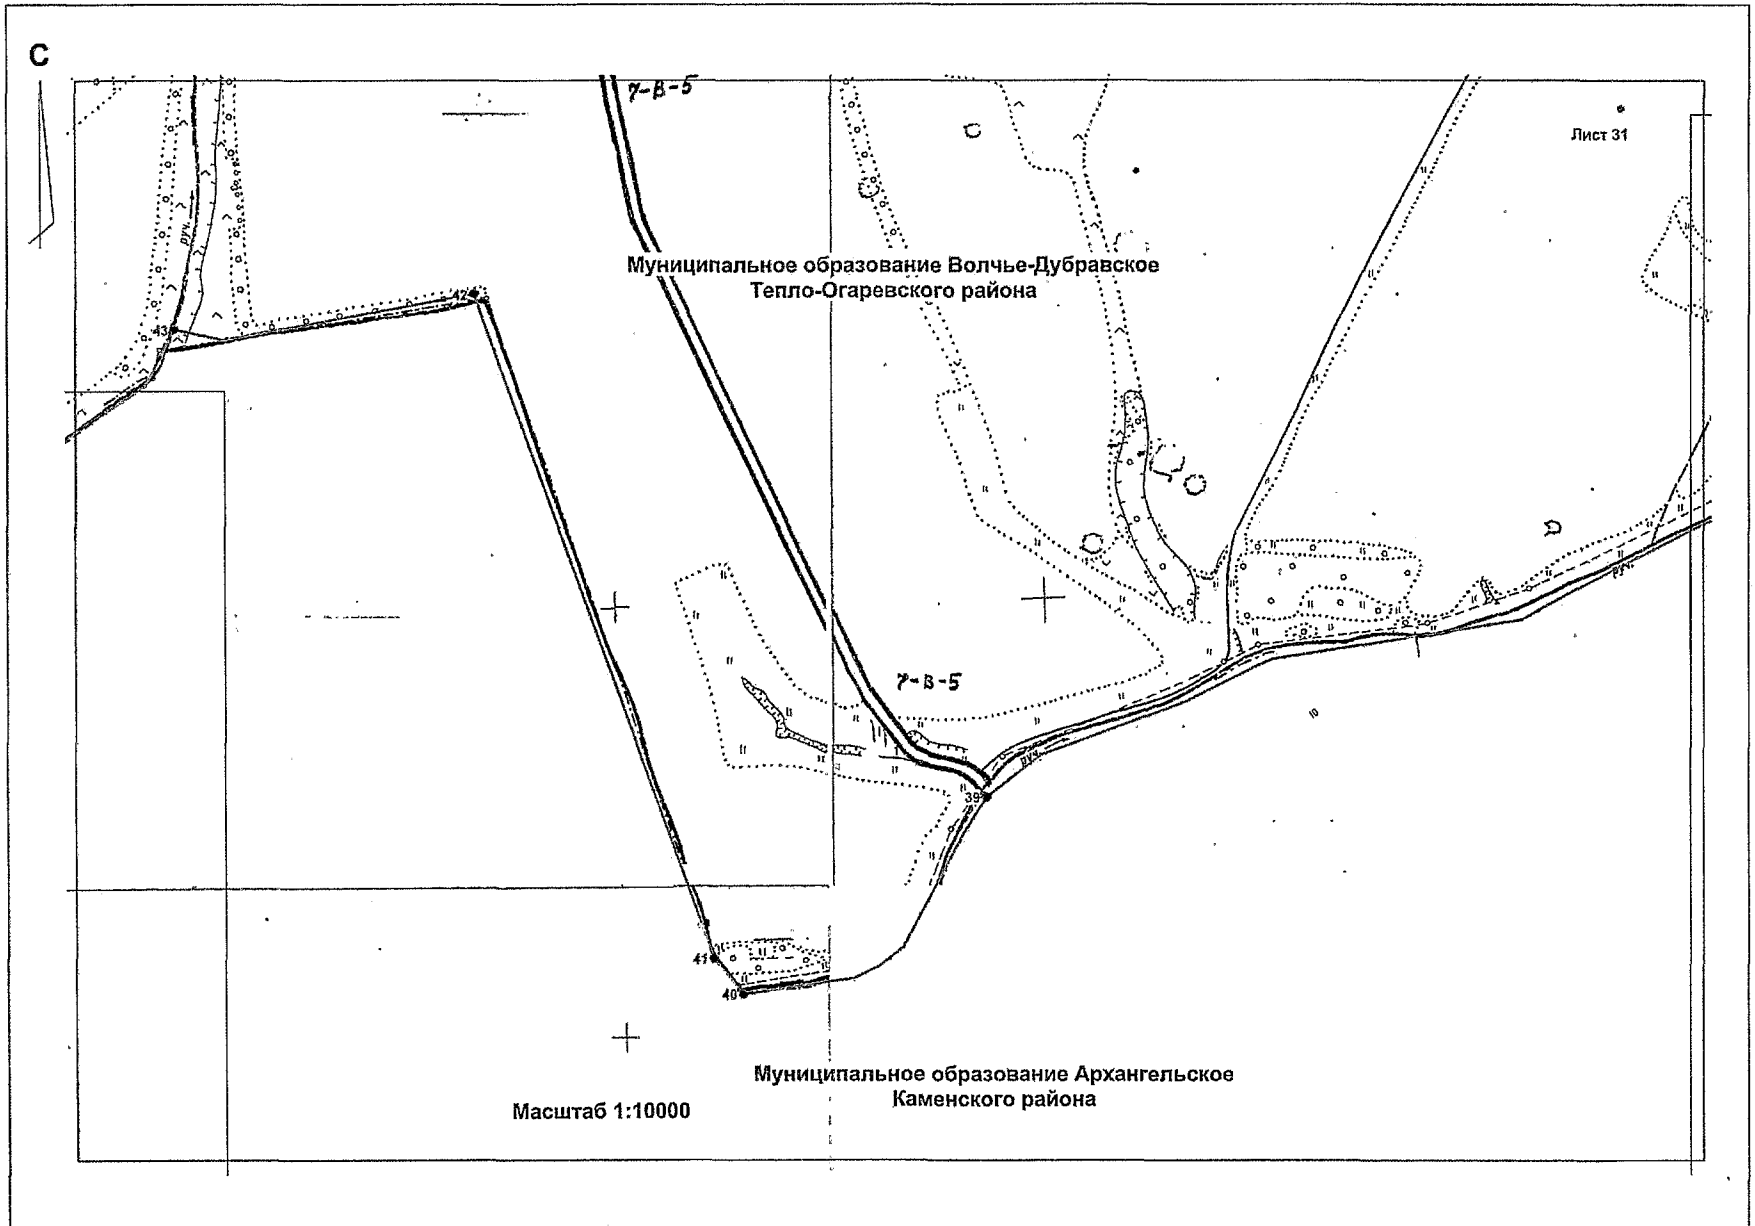 С
7-В-5
Лист 31
руч.
Муниципальное образование Волчье-Дубравское
Тепло-Огаревского района
42
43
7-В-5
руч.
руч.
39
41
40
Муниципальное образование Архангельское
Каменского района
Масштаб 1:10000